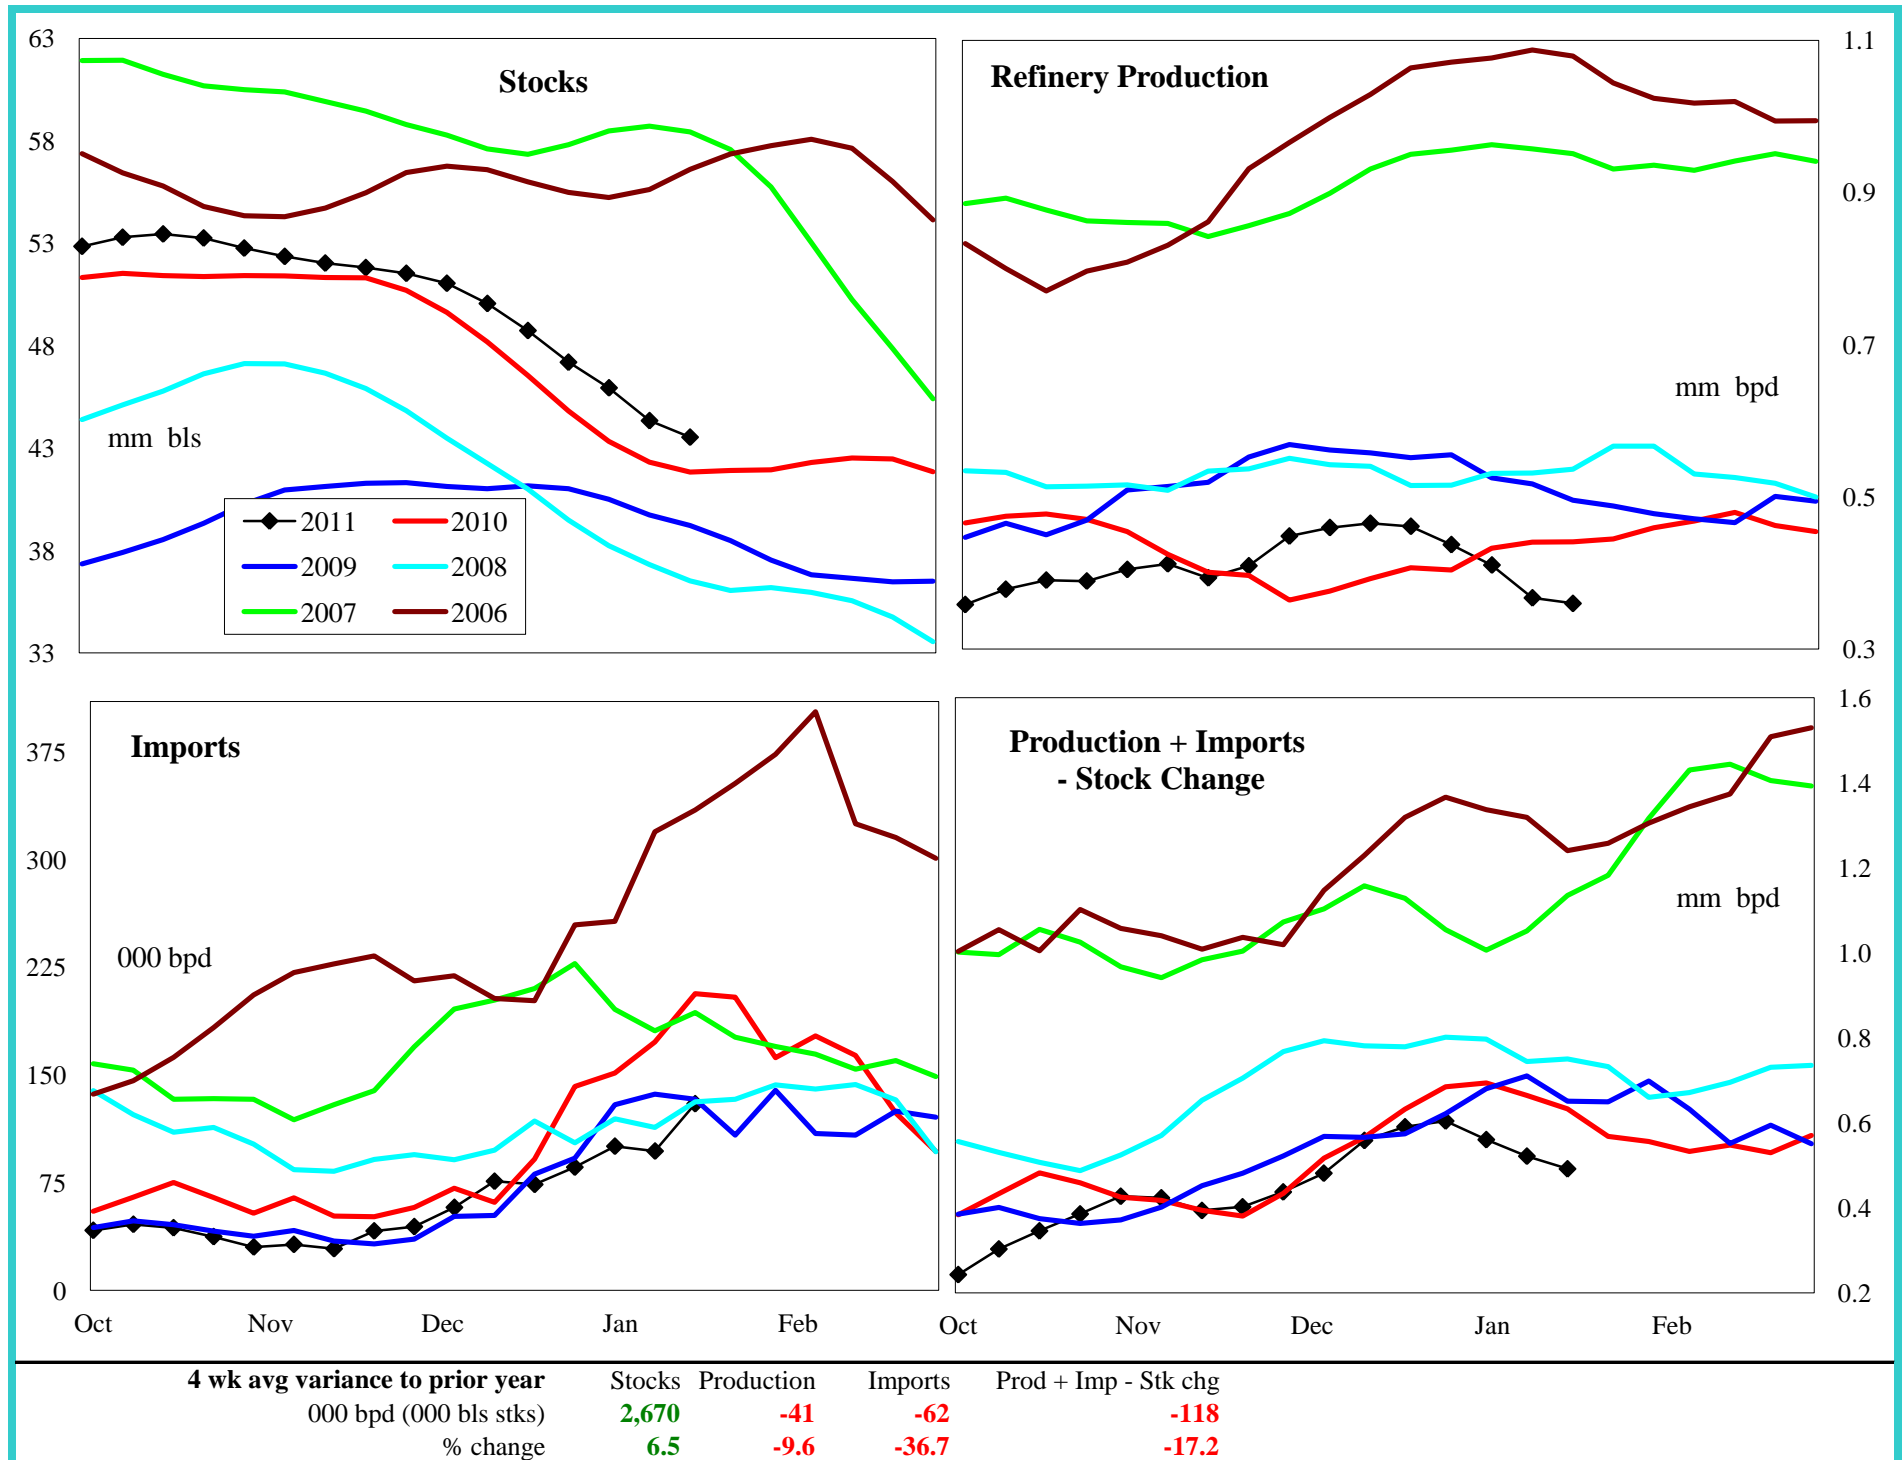 Stocks
63
58
53
48
43
38
33
mm bls
2011 2010
2009 2008
2007 2006
Refinery Production
1.1
0.9
0.7
0.5
0.3
mm bpd
Imports
375
300
225
150
75
0
000 bpd
Oct Nov Dec Jan Feb
Production + Imports
- Stock Change
1.6
1.4
1.2
1.0
0.8
0.6
0.4
0.2
mm bpd
Oct Nov Dec Jan Feb
4 wk avg variance to prior year Stocks Production Imports Prod + Imp - Stk chg
000 bpd (000 bls stks) 2,670 -41 -62 -118
% change 6.5 -9.6 -36.7 -17.2